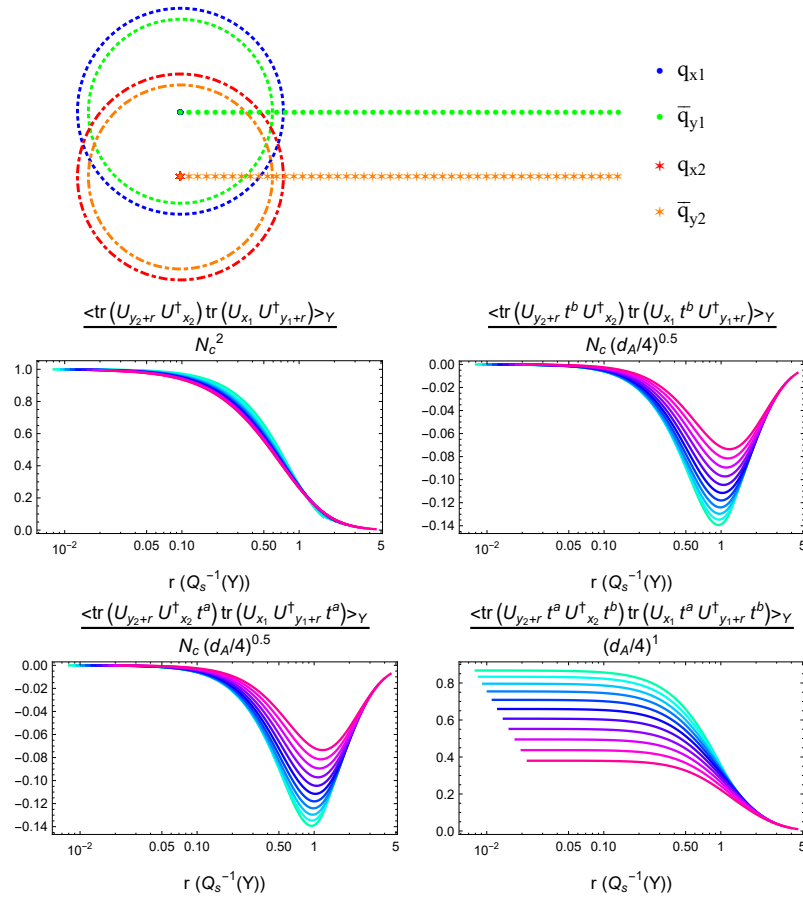 q_x1
q̅_y1
q_x2
q̅_y2
<tr(U_{y2+r} U†_{x2}) tr(U_{x1} U†_{y1+r})>_Y
N_c^2
<tr(U_{y2+r} t^b U†_{x2}) tr(U_{x1} t^b U†_{y1+r})>_Y
N_c (d_A/4)^0.5
1.0
0.8
0.6
0.4
0.2
0.0
10^-2 0.05 0.10 0.50 1 5
r (Q_s^-1(Y))
0.00
-0.02
-0.04
-0.06
-0.08
-0.10
-0.12
-0.14
10^-2 0.05 0.10 0.50 1 5
r (Q_s^-1(Y))
<tr(U_{y2+r} U†_{x2} t^a) tr(U_{x1} U†_{y1+r} t^a)>_Y
N_c (d_A/4)^0.5
<tr(U_{y2+r} t^a U†_{x2} t^b) tr(U_{x1} t^a U†_{y1+r} t^b)>_Y
(d_A/4)^1
0.00
-0.02
-0.04
-0.06
-0.08
-0.10
-0.12
-0.14
10^-2 0.05 0.10 0.50 1 5
r (Q_s^-1(Y))
0.8
0.6
0.4
0.2
0.0
10^-2 0.05 0.10 0.50 1 5
r (Q_s^-1(Y))